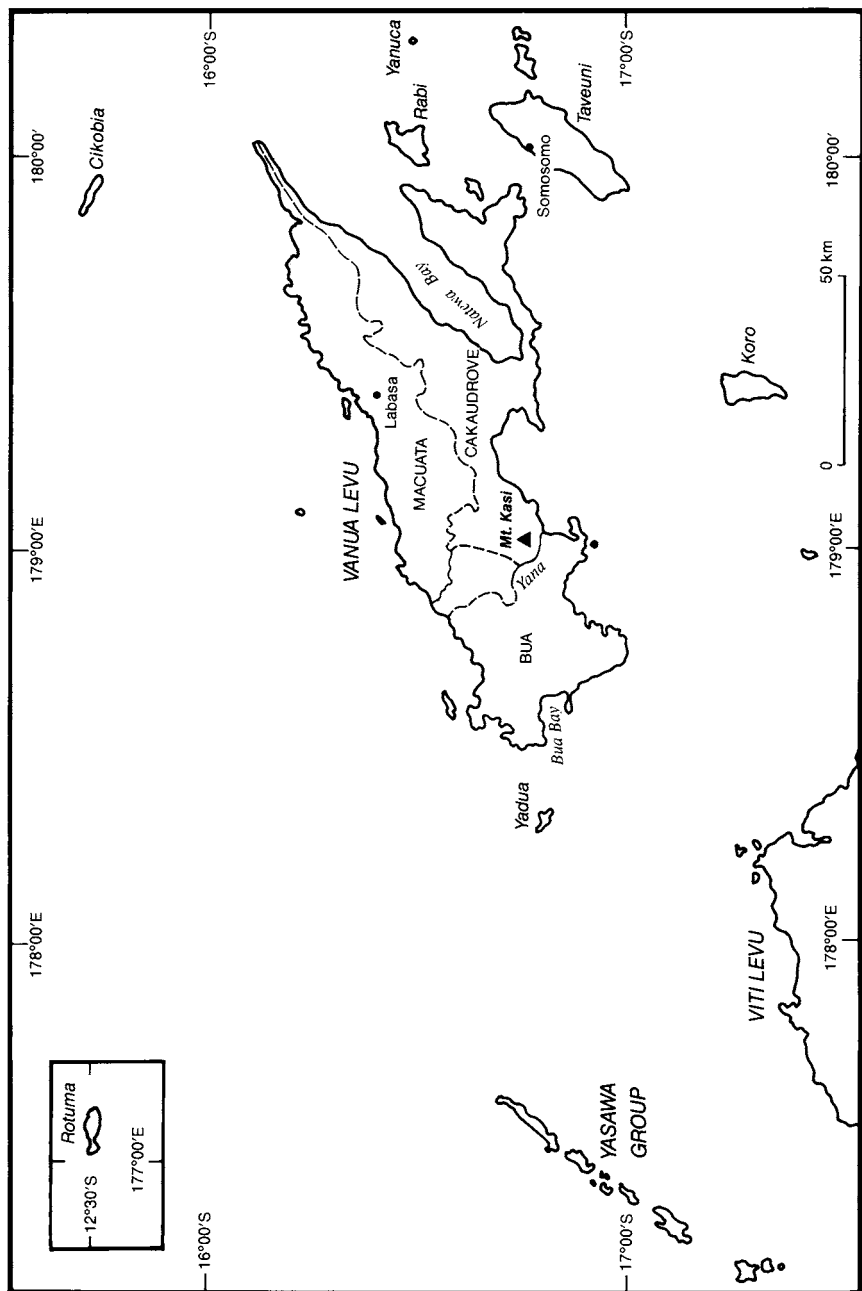 178°00'E
179°00'E
180°00'
Rotuma
12°30'S
177°00'E
Cikobia
16°00'S
16°00'S
VANUA LEVU
Labasa
MACUATA
CAKAUDROVE
Natewa Bay
Yanuca
Rabi
Mt. Kasi
Yana
BUA
Bua Bay
Yadua
Somosomo
Taveuni
YASAWA
GROUP
17°00'S
17°00'S
VITI LEVU
Koro
0
50 km
178°00'E
179°00'E
180°00'